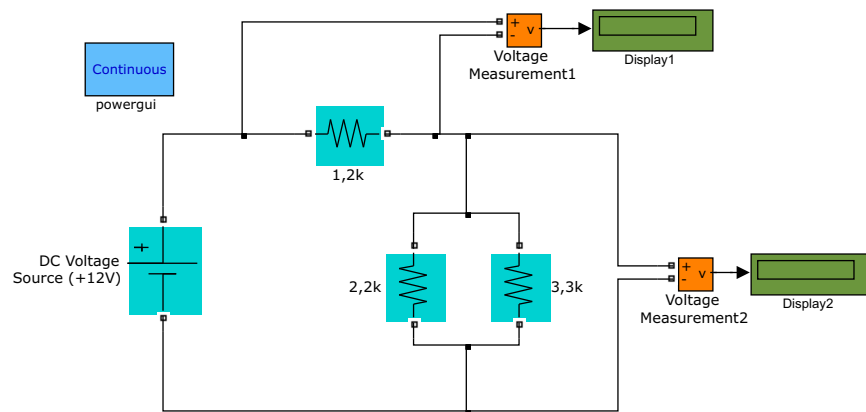 +
-
v
Voltage
Measurement1
Display1
Continuous
powergui
1,2k
+
DC Voltage
Source (+12V)
2,2k
3,3k
+
-
v
Voltage
Measurement2
Display2